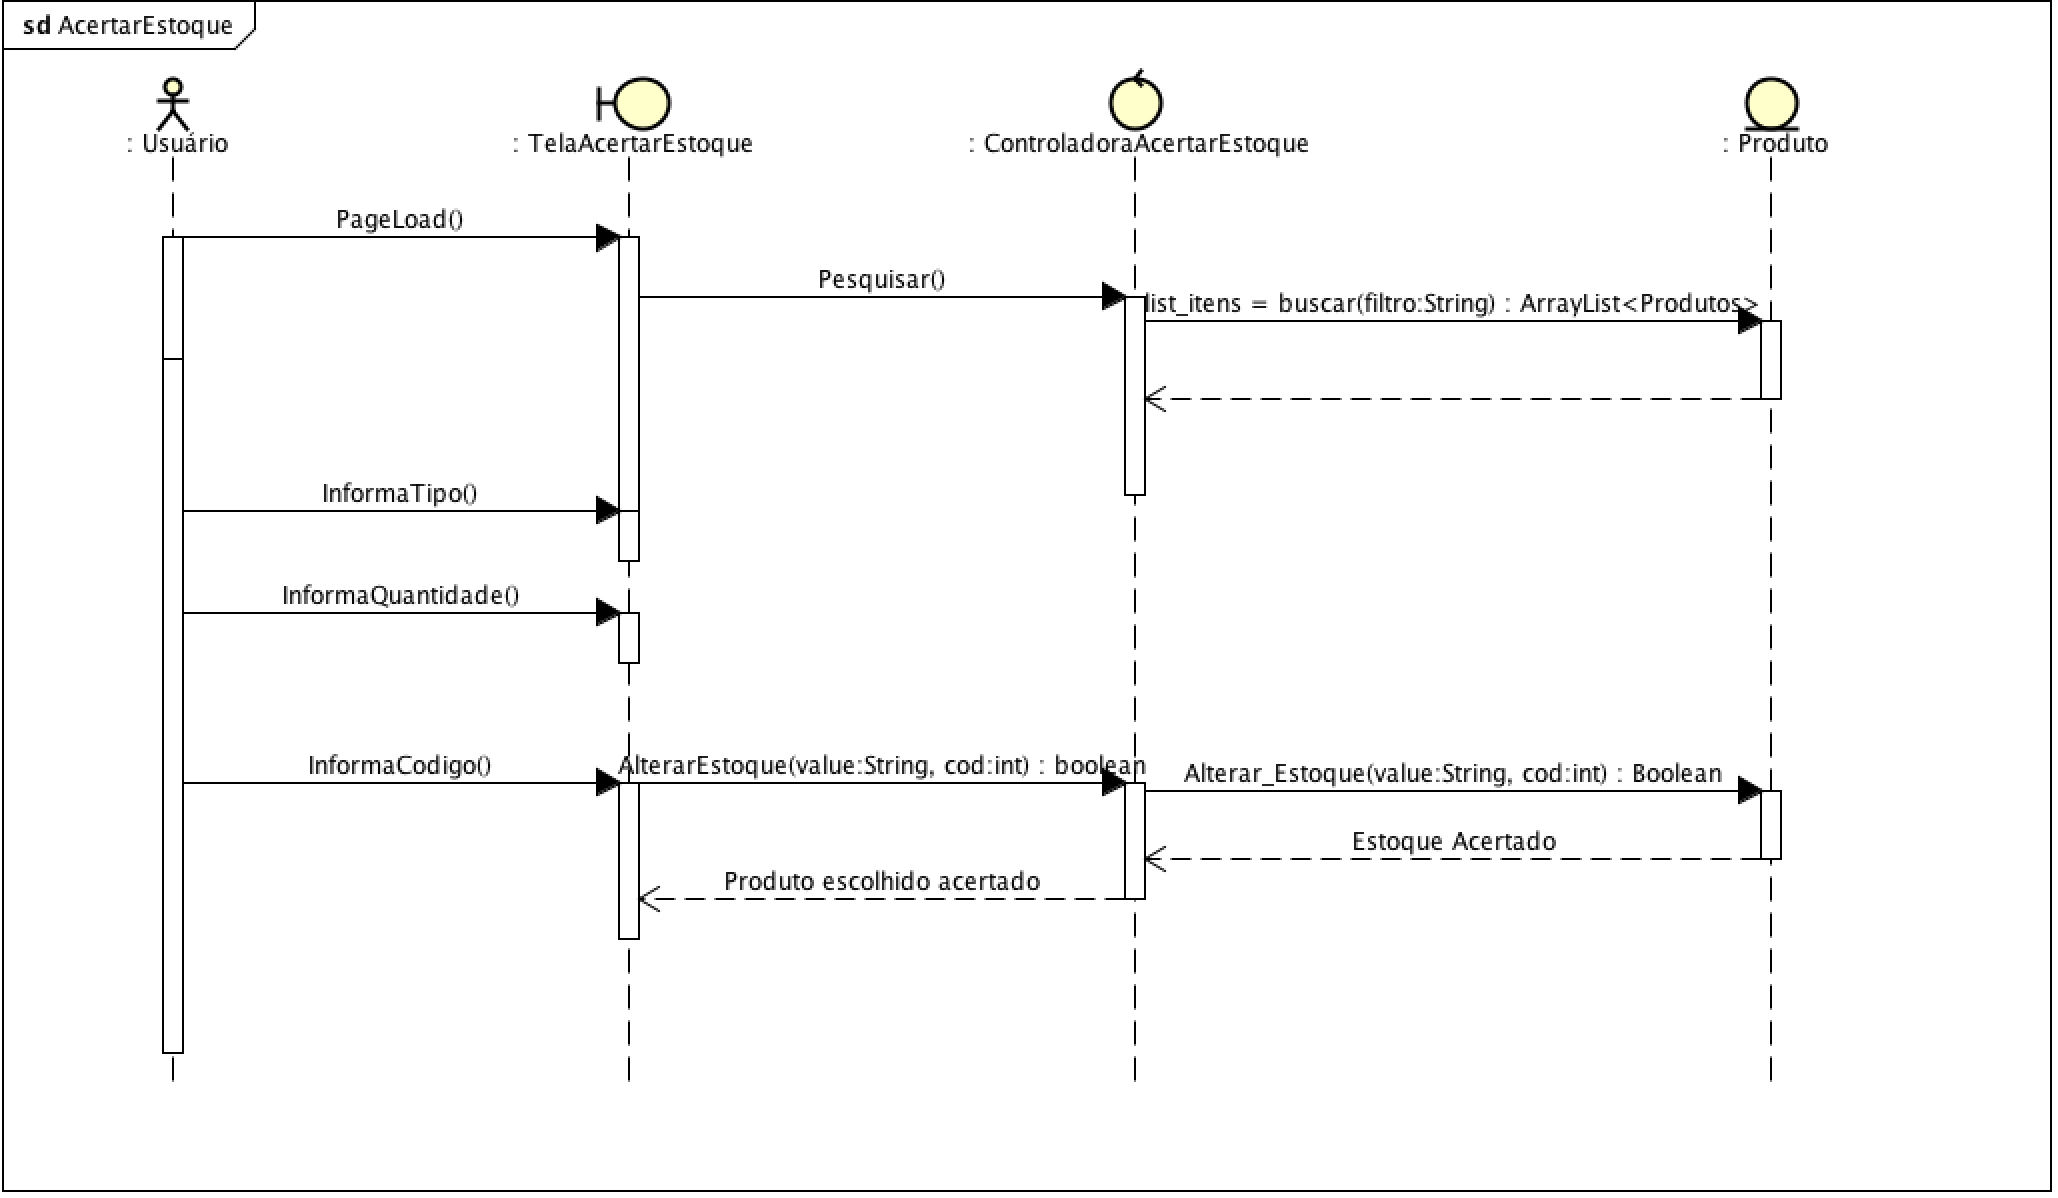 sd AcertarEstoque
: Usuário
: TelaAcertarEstoque
: ControladoraAcertarEstoque
: Produto
PageLoad()
Pesquisar()
list_itens = buscar(filtro:String) : ArrayList<Produtos>
InformaTipo()
InformaQuantidade()
InformaCodigo()
AlterarEstoque(value:String, cod:int) : boolean
Alterar_Estoque(value:String, cod:int) : Boolean
Estoque Acertado
Produto escolhido acertado